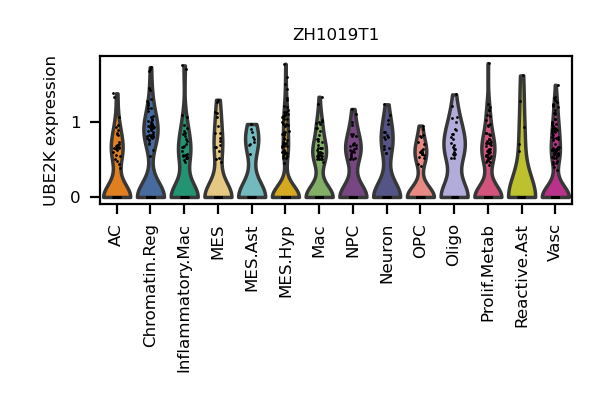 ZH1019T1
UBE2K expression
1
0
AC
Chromatin.Reg
Inflammatory.Mac
MES
MES.Ast
MES.Hyp
Mac
NPC
Neuron
OPC
Oligo
Prolif.Metab
Reactive.Ast
Vasc